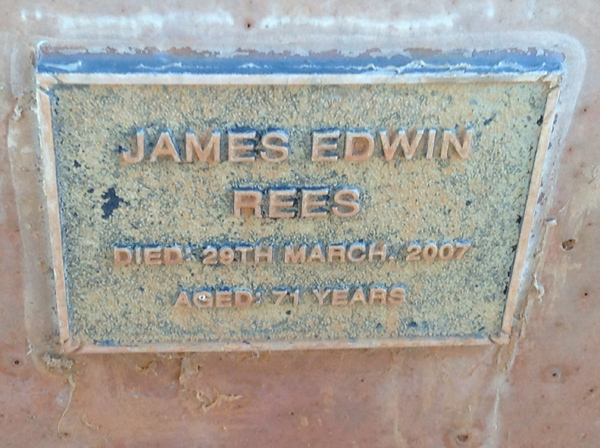 JAMES EDWIN
REES
DIED: 29TH MARCH, 2007
AGED: 71 YEARS